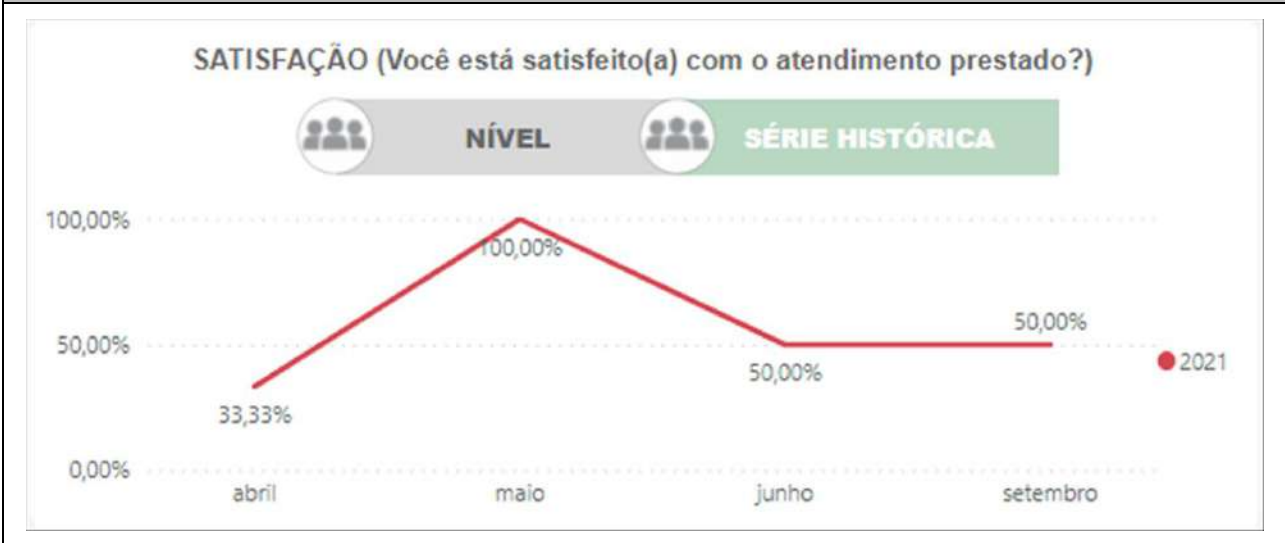 SATISFAÇÃO (Você está satisfeito(a) com o atendimento prestado?)
NÍVEL
SÉRIE HISTÓRICA
100,00%
100,00%
50,00%
50,00%
50,00%
2021
33,33%
0,00%
abril
maio
junho
setembro